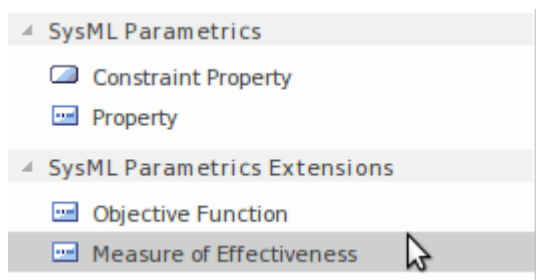 SysML Parametrics
Constraint Property
Property
SysML Parametrics Extensions
Objective Function
Measure of Effectiveness